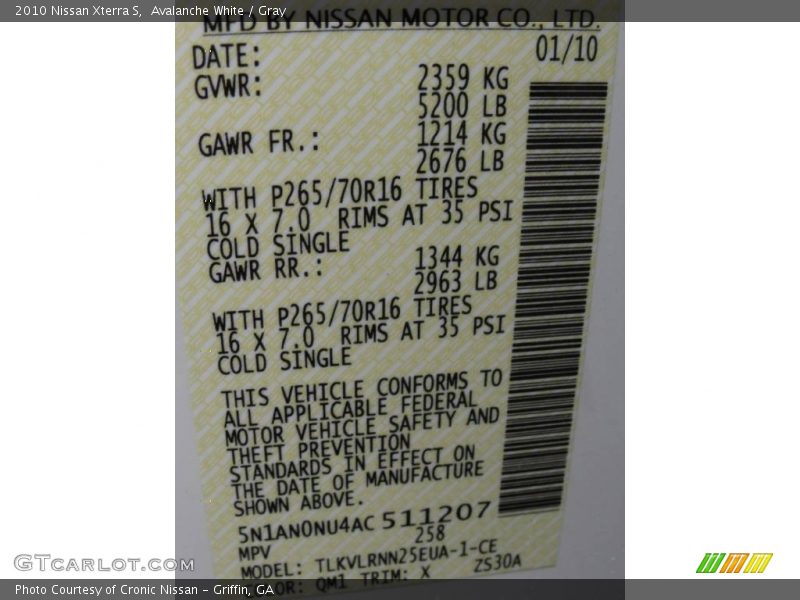 2010 Nissan Xterra S,  Avalanche White / Gray
MFD BY NISSAN MOTOR CO., LTD.
DATE: 01/10
GVWR: 2359 KG
5200 LB
GAWR FR.: 1214 KG
2676 LB
WITH P265/70R16 TIRES
16 X 7.0 RIMS AT 35 PSI
COLD SINGLE
GAWR RR.: 1344 KG
2963 LB
WITH P265/70R16 TIRES
16 X 7.0 RIMS AT 35 PSI
COLD SINGLE
THIS VEHICLE CONFORMS TO
ALL APPLICABLE FEDERAL
MOTOR VEHICLE SAFETY AND
THEFT PREVENTION
STANDARDS IN EFFECT ON
THE DATE OF MANUFACTURE
SHOWN ABOVE.
5N1AN0NU4AC 511207
MPV 258
MODEL: TLKVLRNN25EUA-1-CE
COLOR: QM1 TRIM: X ZS30A
GTCARLOT.COM
Photo Courtesy of Cronic Nissan – Griffin, GA